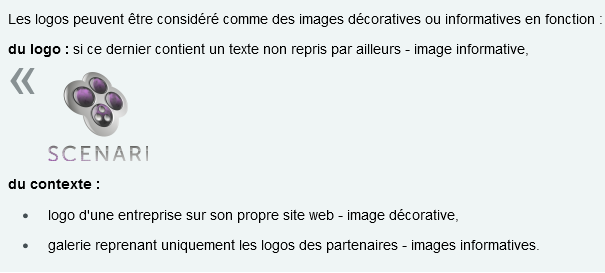 Les logos peuvent être considéré comme des images décoratives ou informatives en fonction :
du logo : si ce dernier contient un texte non repris par ailleurs - image informative,
«
SCENARI
du contexte :
• logo d'une entreprise sur son propre site web - image décorative,
• galerie reprenant uniquement les logos des partenaires - images informatives.